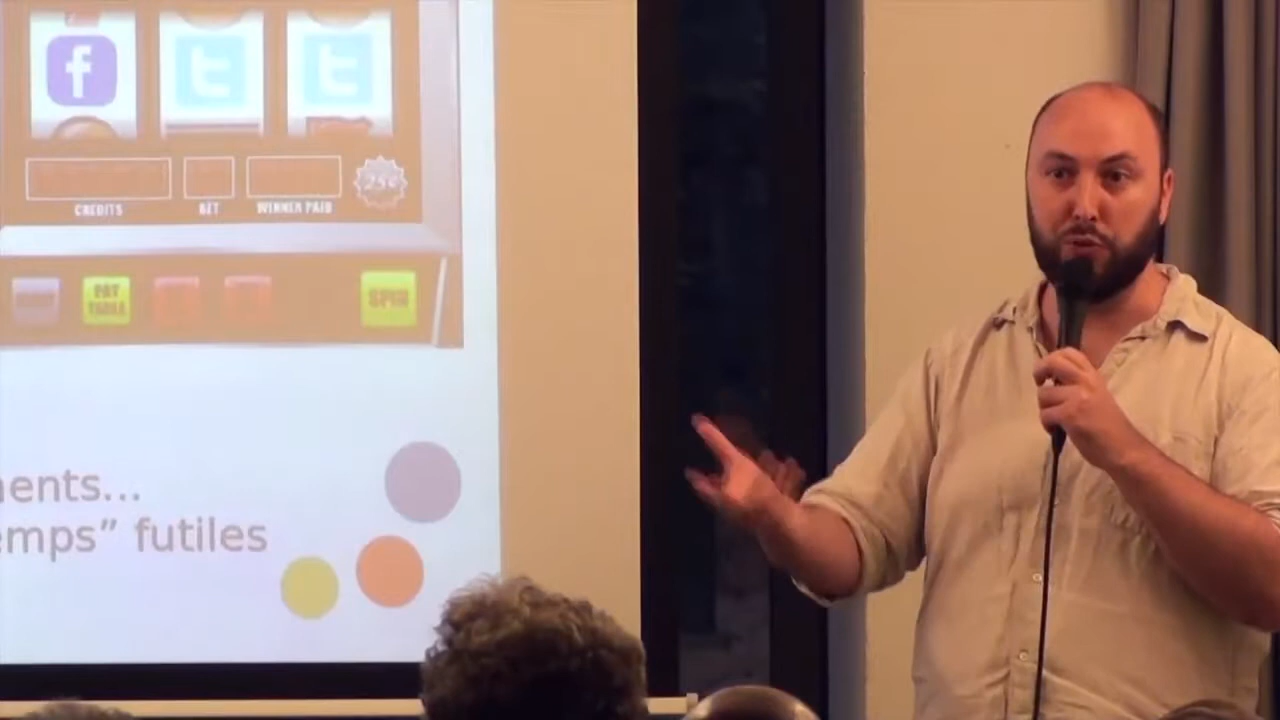 f t t
25¢
CREDITS BET WINNER PAID
PAY TABLE SPIN
ents...
emps” futiles